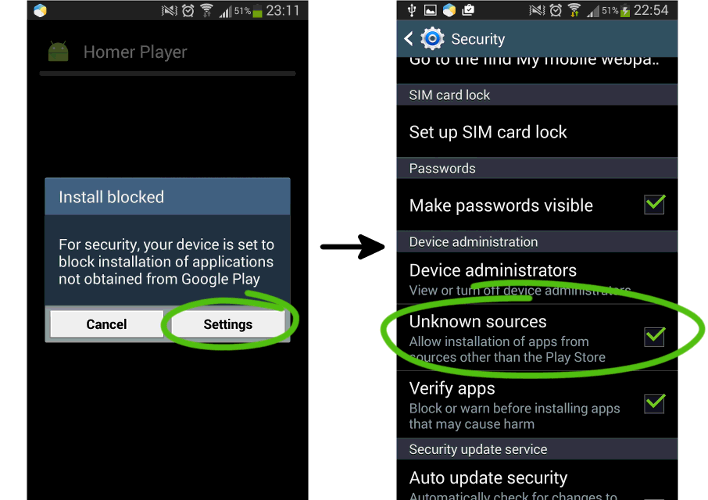 51% 23:11
Homer Player
Install blocked
For security, your device is set to
block installation of applications
not obtained from Google Play
Cancel
Settings
51% 22:54
Security
Go to the find My mobile webpa..
SIM card lock
Set up SIM card lock
Passwords
Make passwords visible
Device administration
Device administrators
View or turn off device administrators
Unknown sources
Allow installation of apps from
sources other than the Play Store
Verify apps
Block or warn before installing apps
that may cause harm
Security update service
Auto update security
Automatically check for changes to